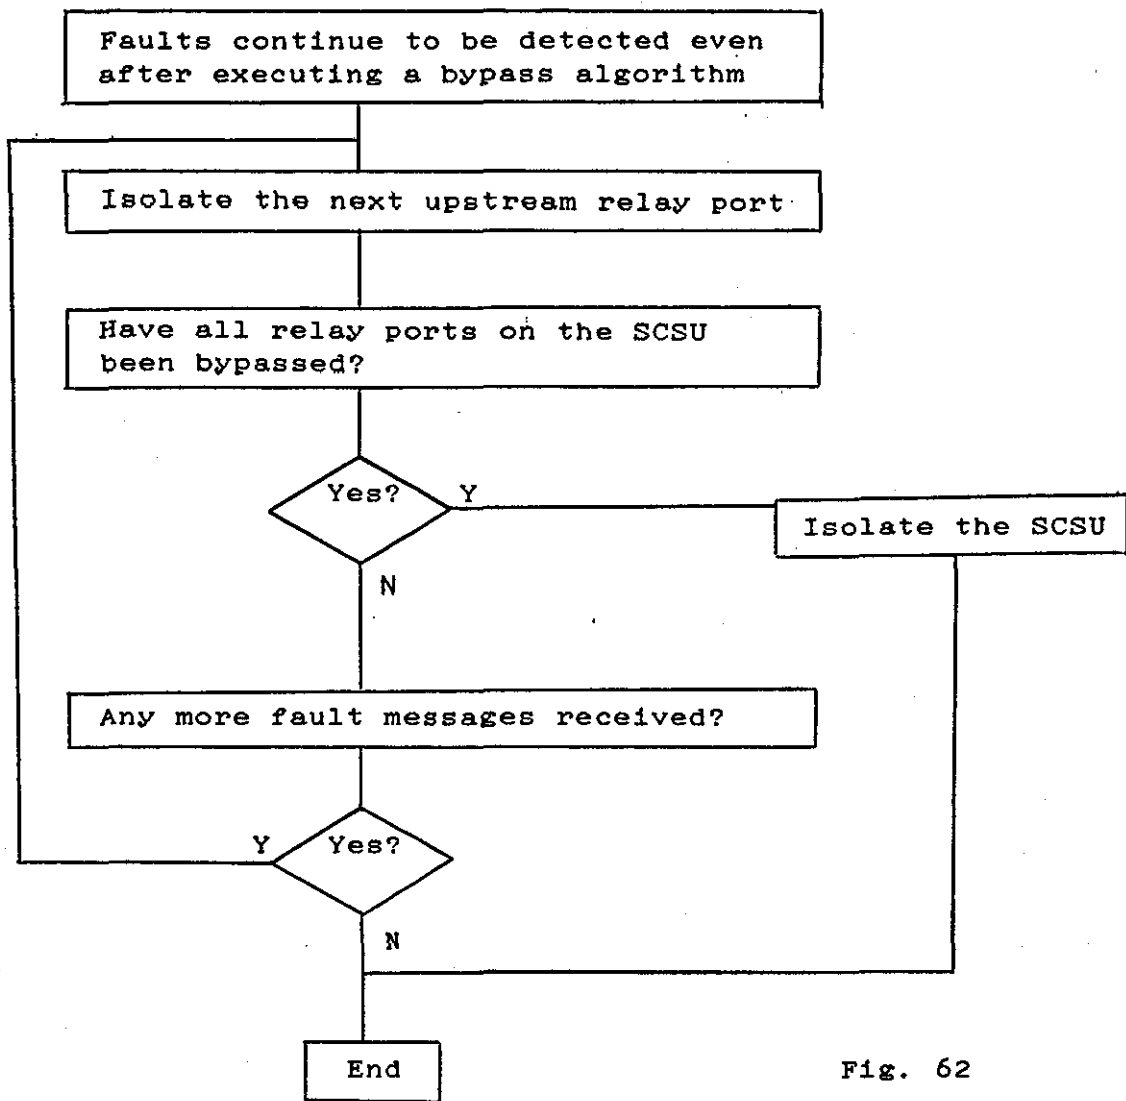 Faults continue to be detected even
after executing a bypass algorithm
Isolate the next upstream relay port
Have all relay ports on the SCSU
been bypassed?
Yes?
Y
Isolate the SCSU
N
Any more fault messages received?
Y
Yes?
N
End
Fig. 62